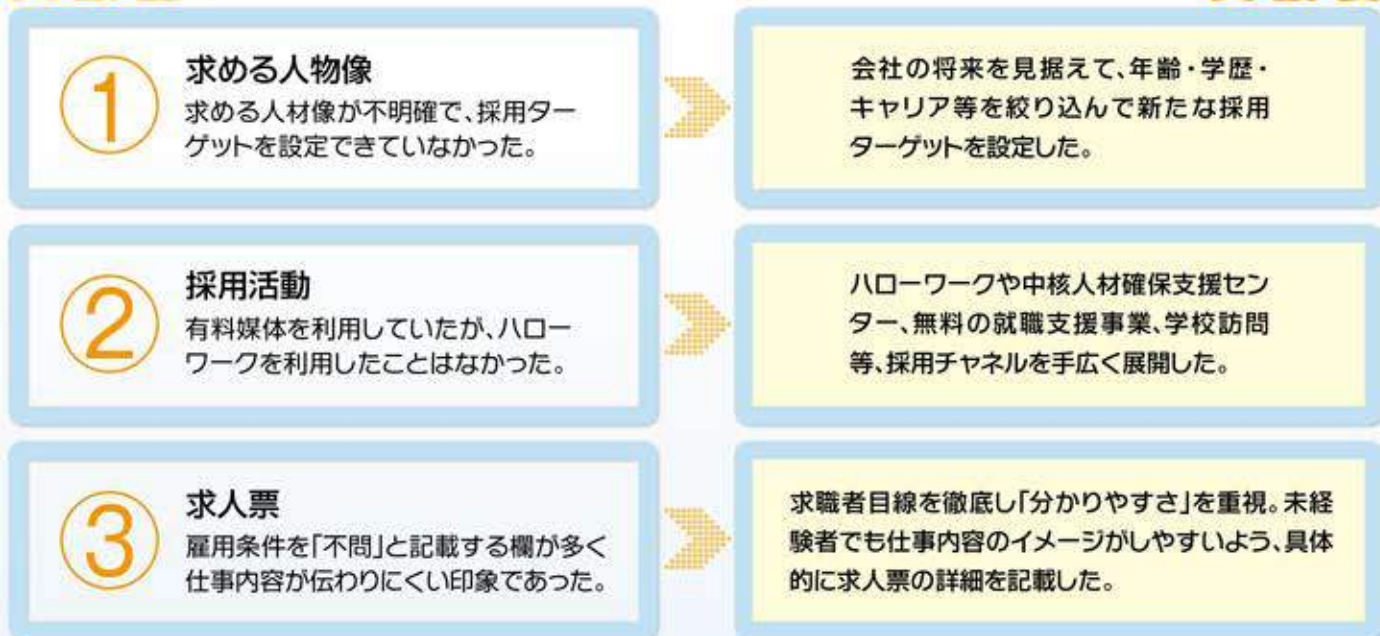 ①
求める人物像
求める人材像が不明確で、採用ター
ゲットを設定できていなかった。
会社の将来を見据えて、年齢・学歴・
キャリア等を絞り込んで新たな採用
ターゲットを設定した。
②
採用活動
有料媒体を利用していたが、ハロー
ワークを利用したことはなかった。
ハローワークや中核人材確保支援セン
ター、無料の就職支援事業、学校訪問
等、採用チャネルを手広く展開した。
③
求人票
雇用条件を「不問」と記載する欄が多く
仕事内容が伝わりにくい印象であった。
求職者目線を徹底し「分かりやすさ」を重視。未経
験者でも仕事内容のイメージがしやすいよう、具体
的に求人票の詳細を記載した。